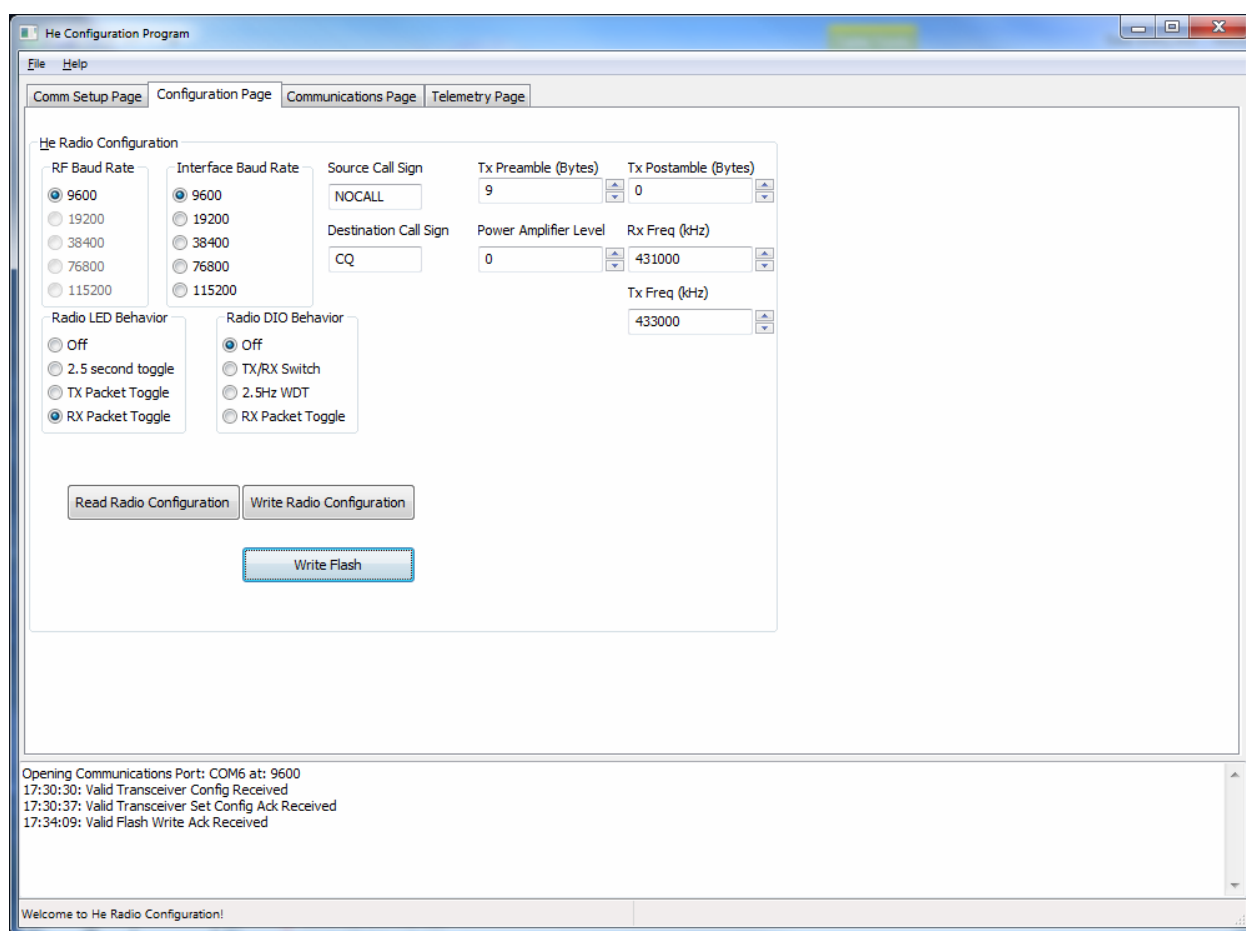 He Configuration Program
File Help
Comm Setup Page Configuration Page Communications Page Telemetry Page
He Radio Configuration
RF Baud Rate
9600
19200
38400
76800
115200
Interface Baud Rate
9600
19200
38400
76800
115200
Source Call Sign
NOCALL
Destination Call Sign
CQ
Tx Preamble (Bytes)
9
Power Amplifier Level
0
Tx Postamble (Bytes)
0
Rx Freq (kHz)
431000
Tx Freq (kHz)
433000
Radio LED Behavior
Off
2.5 second toggle
TX Packet Toggle
RX Packet Toggle
Radio DIO Behavior
Off
TX/RX Switch
2.5Hz WDT
RX Packet Toggle
Read Radio Configuration Write Radio Configuration
Write Flash
Opening Communications Port: COM6 at: 9600
17:30:30: Valid Transceiver Config Received
17:30:37: Valid Transceiver Set Config Ack Received
17:34:09: Valid Flash Write Ack Received
Welcome to He Radio Configuration!